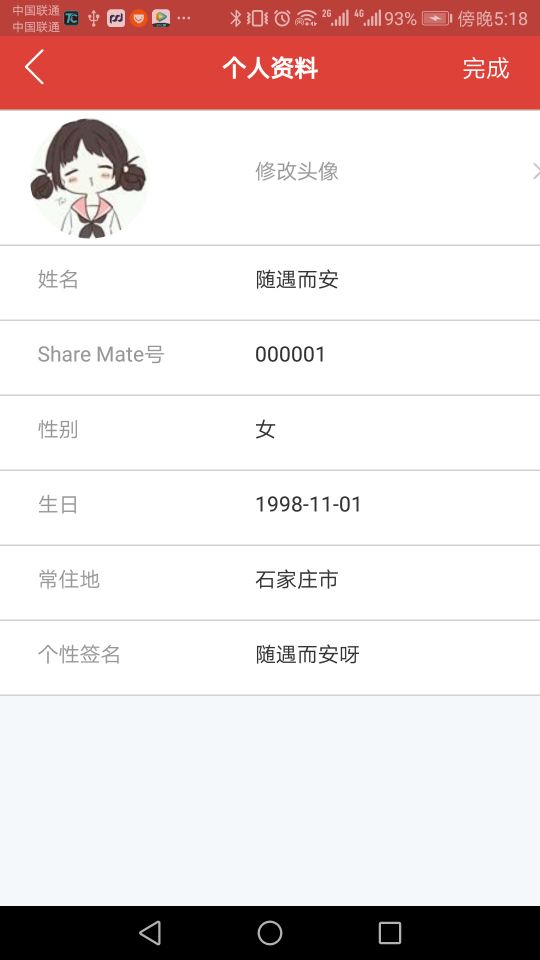 中国联通
中国联通
2G 4G 93% 傍晚5:18
个人资料 完成
修改头像
姓名 随遇而安
Share Mate号 000001
性别 女
生日 1998-11-01
常住地 石家庄市
个性签名 随遇而安呀